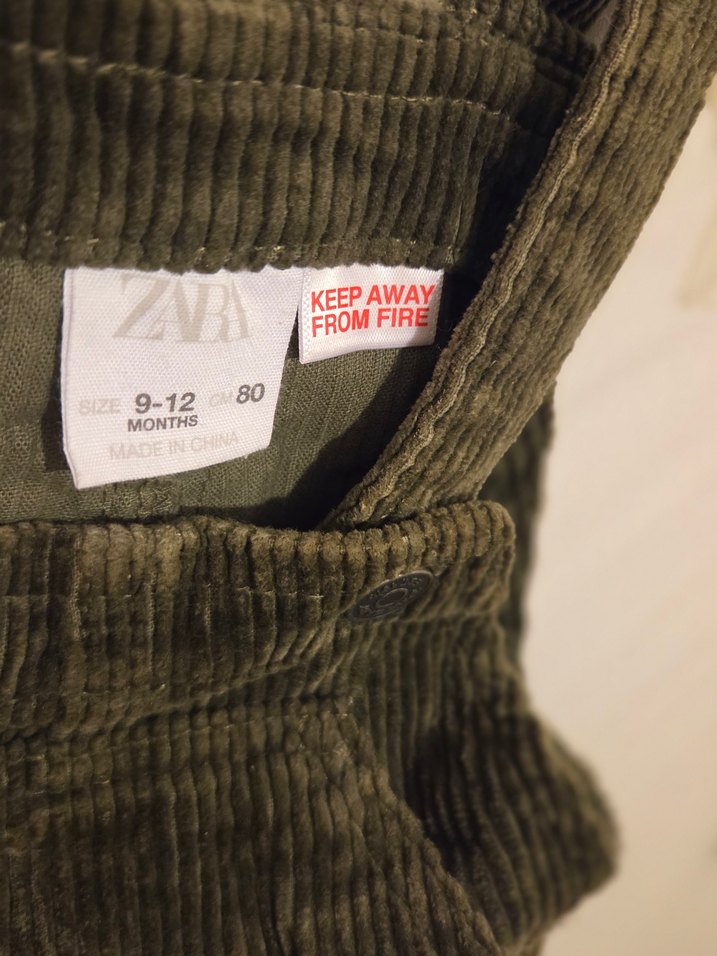 ZARA
SIZE 9-12 CM 80
MONTHS
MADE IN CHINA
KEEP AWAY
FROM FIRE